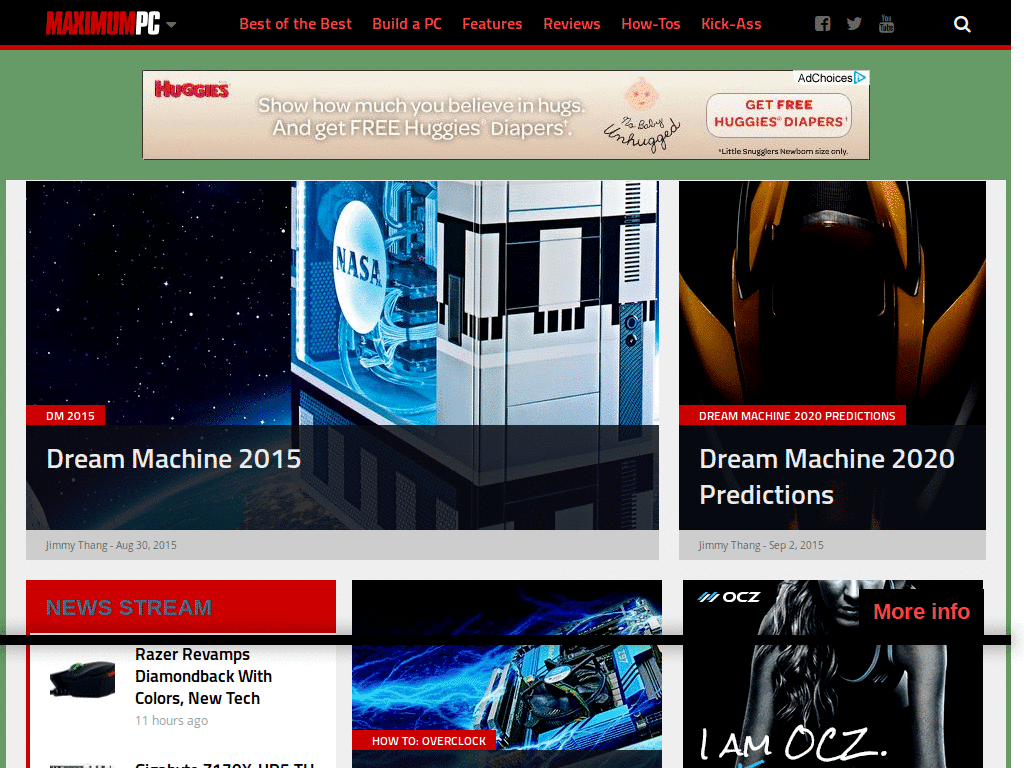 MAXIMUMPC
Best of the Best Build a PC Features Reviews How-Tos Kick-Ass
You Tube
AdChoices
HUGGIES
Show how much you believe in hugs.
And get FREE Huggies® Diapers†.
No Baby
Unhugged
GET FREE
HUGGIES® DIAPERS†
*Little Snugglers Newborn size only.
NASA
DM 2015
Dream Machine 2015
Jimmy Thang - Aug 30, 2015
DREAM MACHINE 2020 PREDICTIONS
Dream Machine 2020
Predictions
Jimmy Thang - Sep 2, 2015
NEWS STREAM
Razer Revamps
Diamondback With
Colors, New Tech
11 hours ago
HOW TO: OVERCLOCK
OCZ
More info
I AM OCZ.